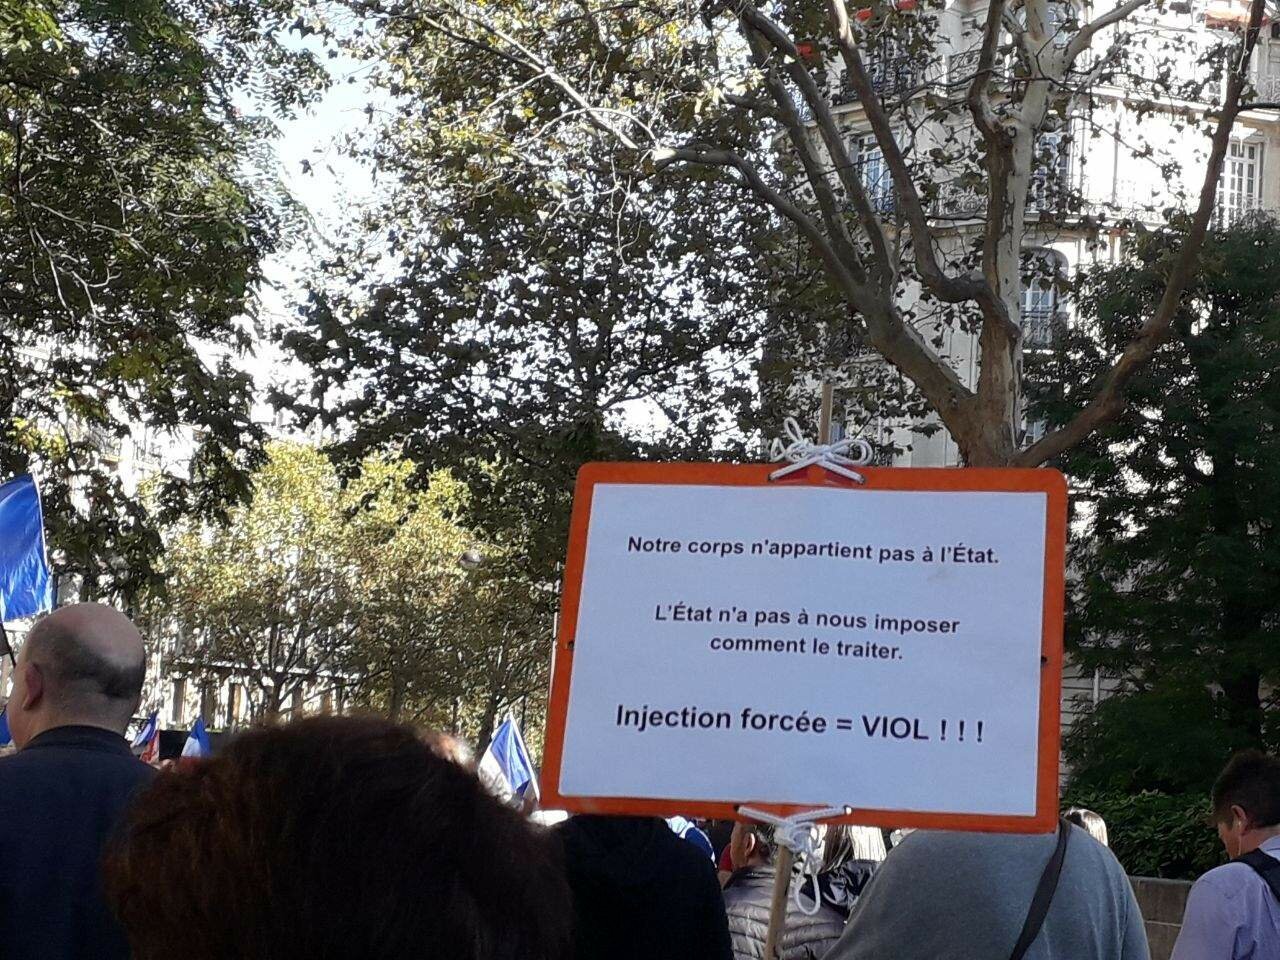 Notre corps n'appartient pas à l'État.
L'État n'a pas à nous imposer
comment le traiter.
Injection forcée = VIOL ! ! !